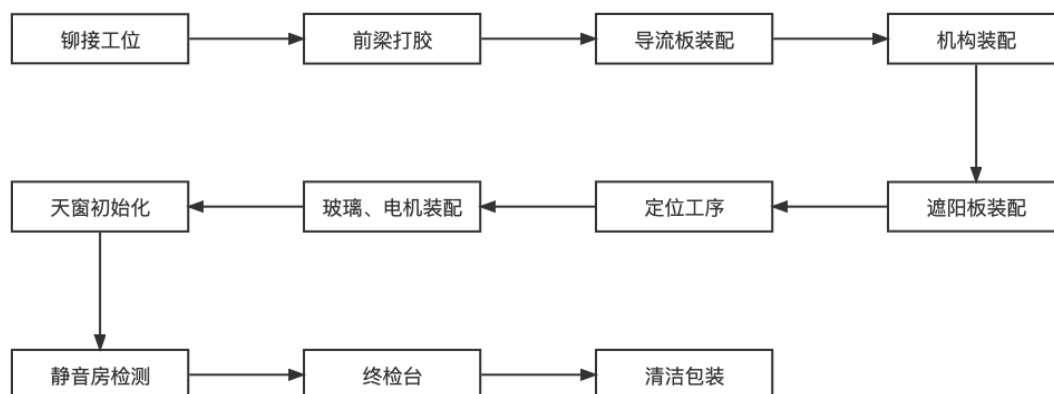 铆接工位
前梁打胶
导流板装配
机构装配
遮阳板装配
定位工序
玻璃、电机装配
天窗初始化
静音房检测
终检台
清洁包装